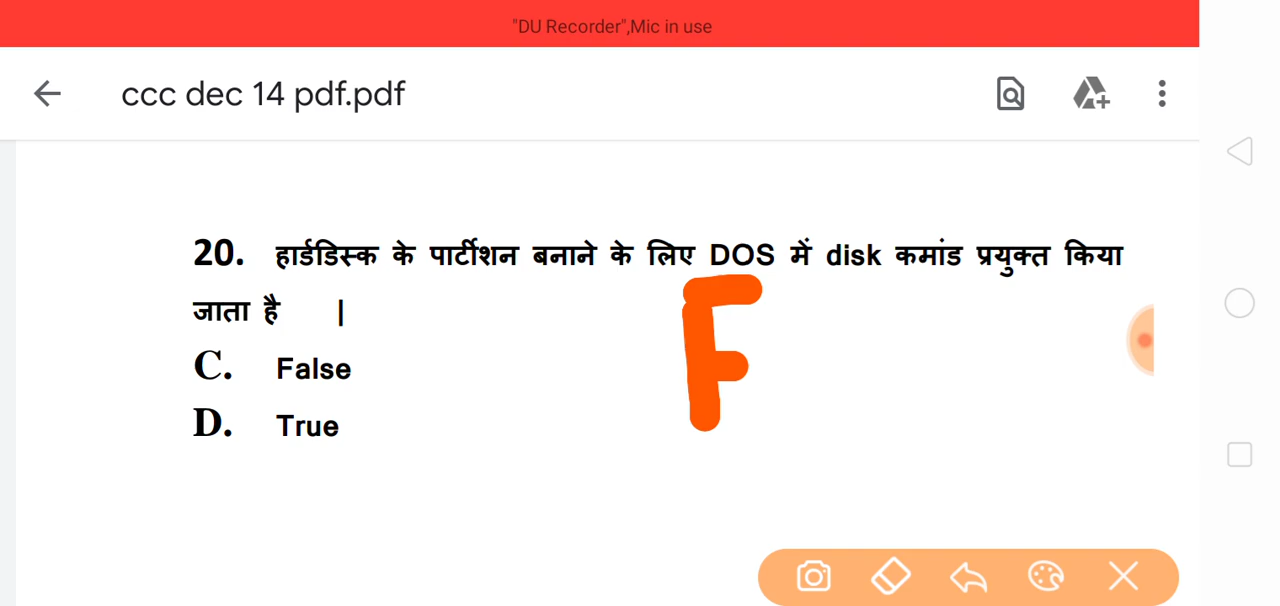 "DU Recorder",Mic in use
ccc dec 14 pdf.pdf
20. हार्डडिस्क के पार्टीशन बनाने के लिए DOS में disk कमांड प्रयुक्त किया
जाता है |
F
C. False
D. True